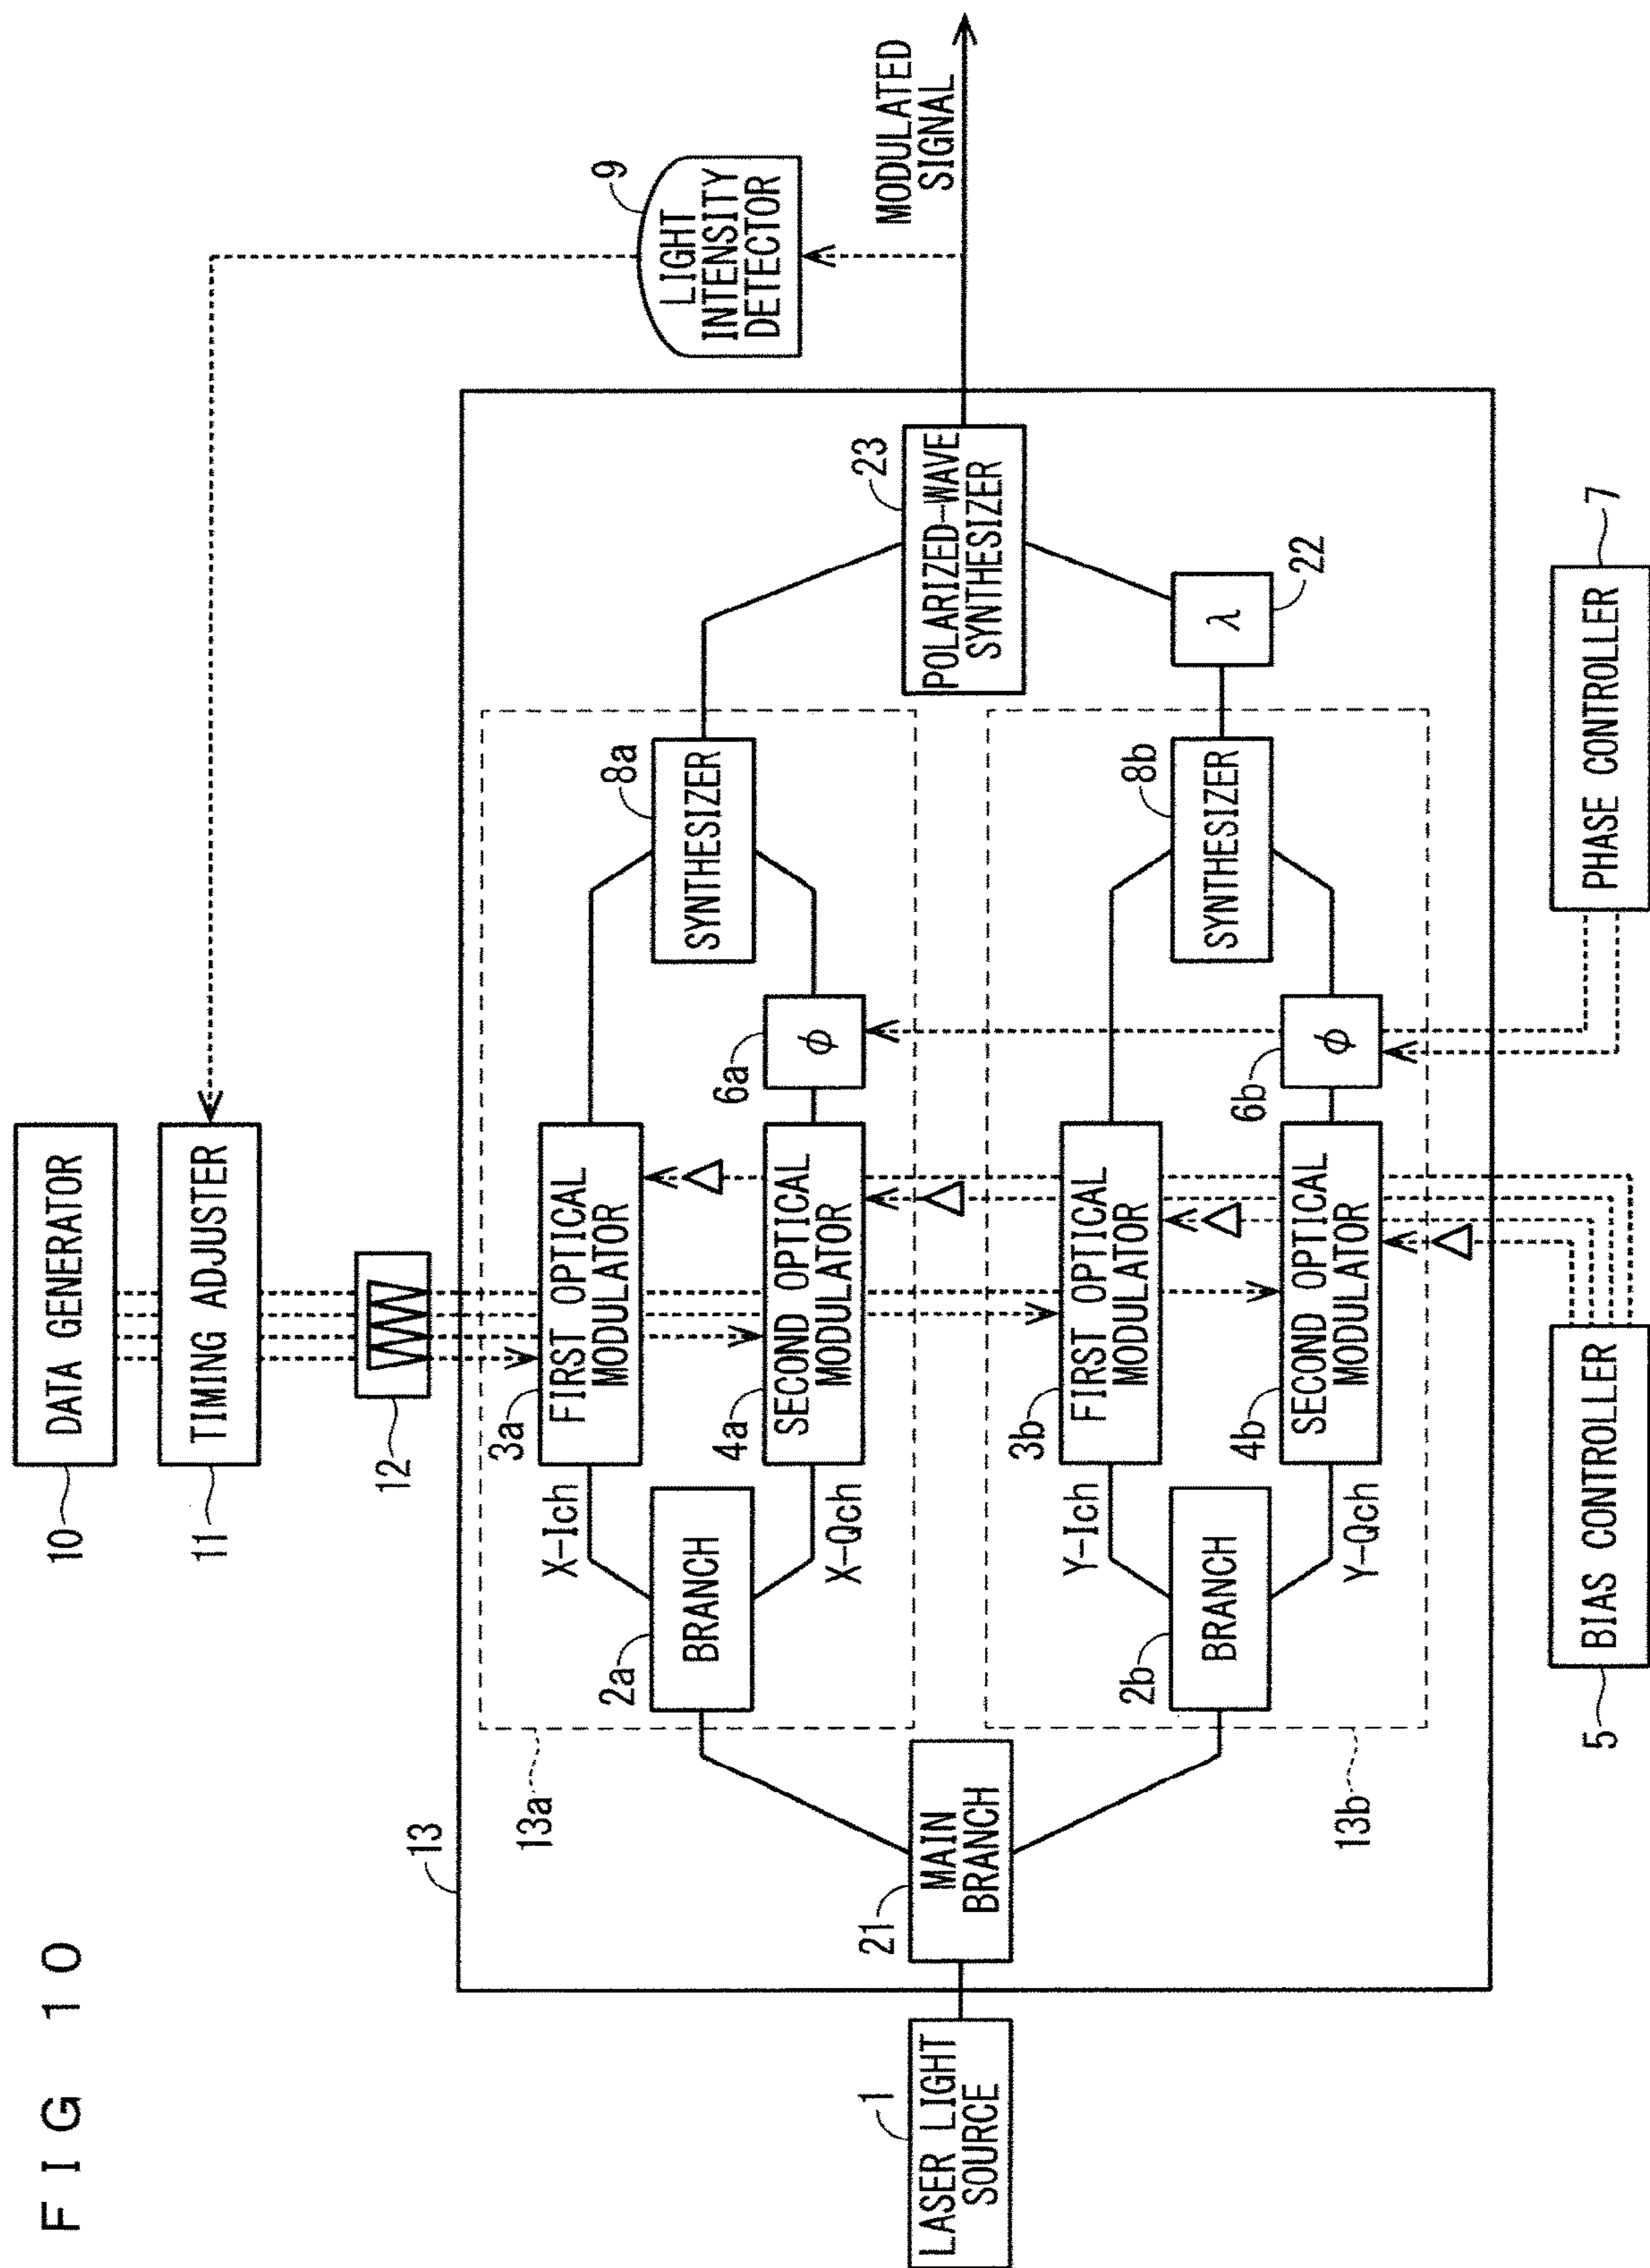 FIG 10
10
DATA GENERATOR
11
TIMING ADJUSTER
12
9
LIGHT
INTENSITY
DETECTOR
MODULATED
SIGNAL
13
13a
X-Ich
3a
FIRST OPTICAL
MODULATOR
2a
BRANCH
8a
SYNTHESIZER
X-Qch
4a
SECOND OPTICAL
MODULATOR
6a
φ
1
LASER LIGHT
SOURCE
21
MAIN
BRANCH
23
POLARIZED-WAVE
SYNTHESIZER
Y-Ich
3b
FIRST OPTICAL
MODULATOR
2b
BRANCH
8b
SYNTHESIZER
λ
22
Y-Qch
4b
SECOND OPTICAL
MODULATOR
6b
φ
13b
5
BIAS CONTROLLER
PHASE CONTROLLER
7